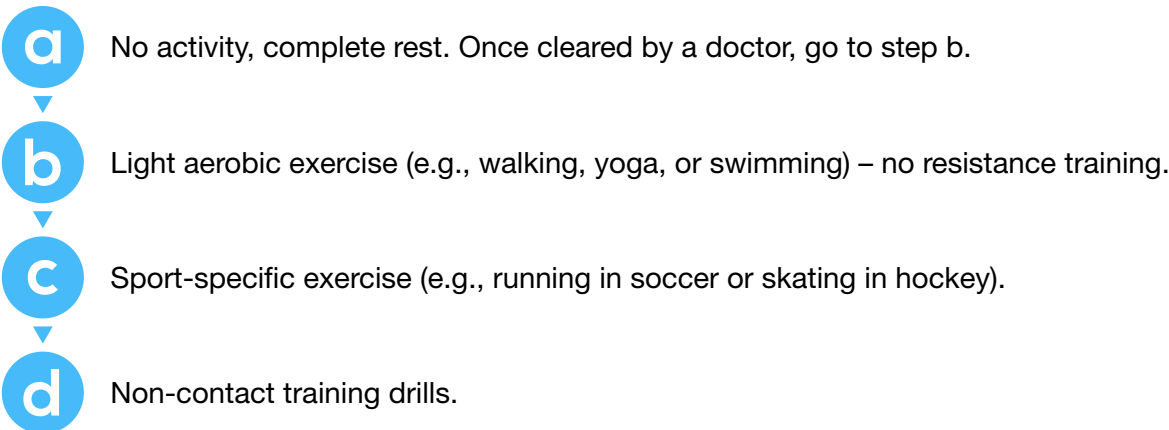 a No activity, complete rest. Once cleared by a doctor, go to step b.
b Light aerobic exercise (e.g., walking, yoga, or swimming) – no resistance training.
c Sport-specific exercise (e.g., running in soccer or skating in hockey).
d Non-contact training drills.